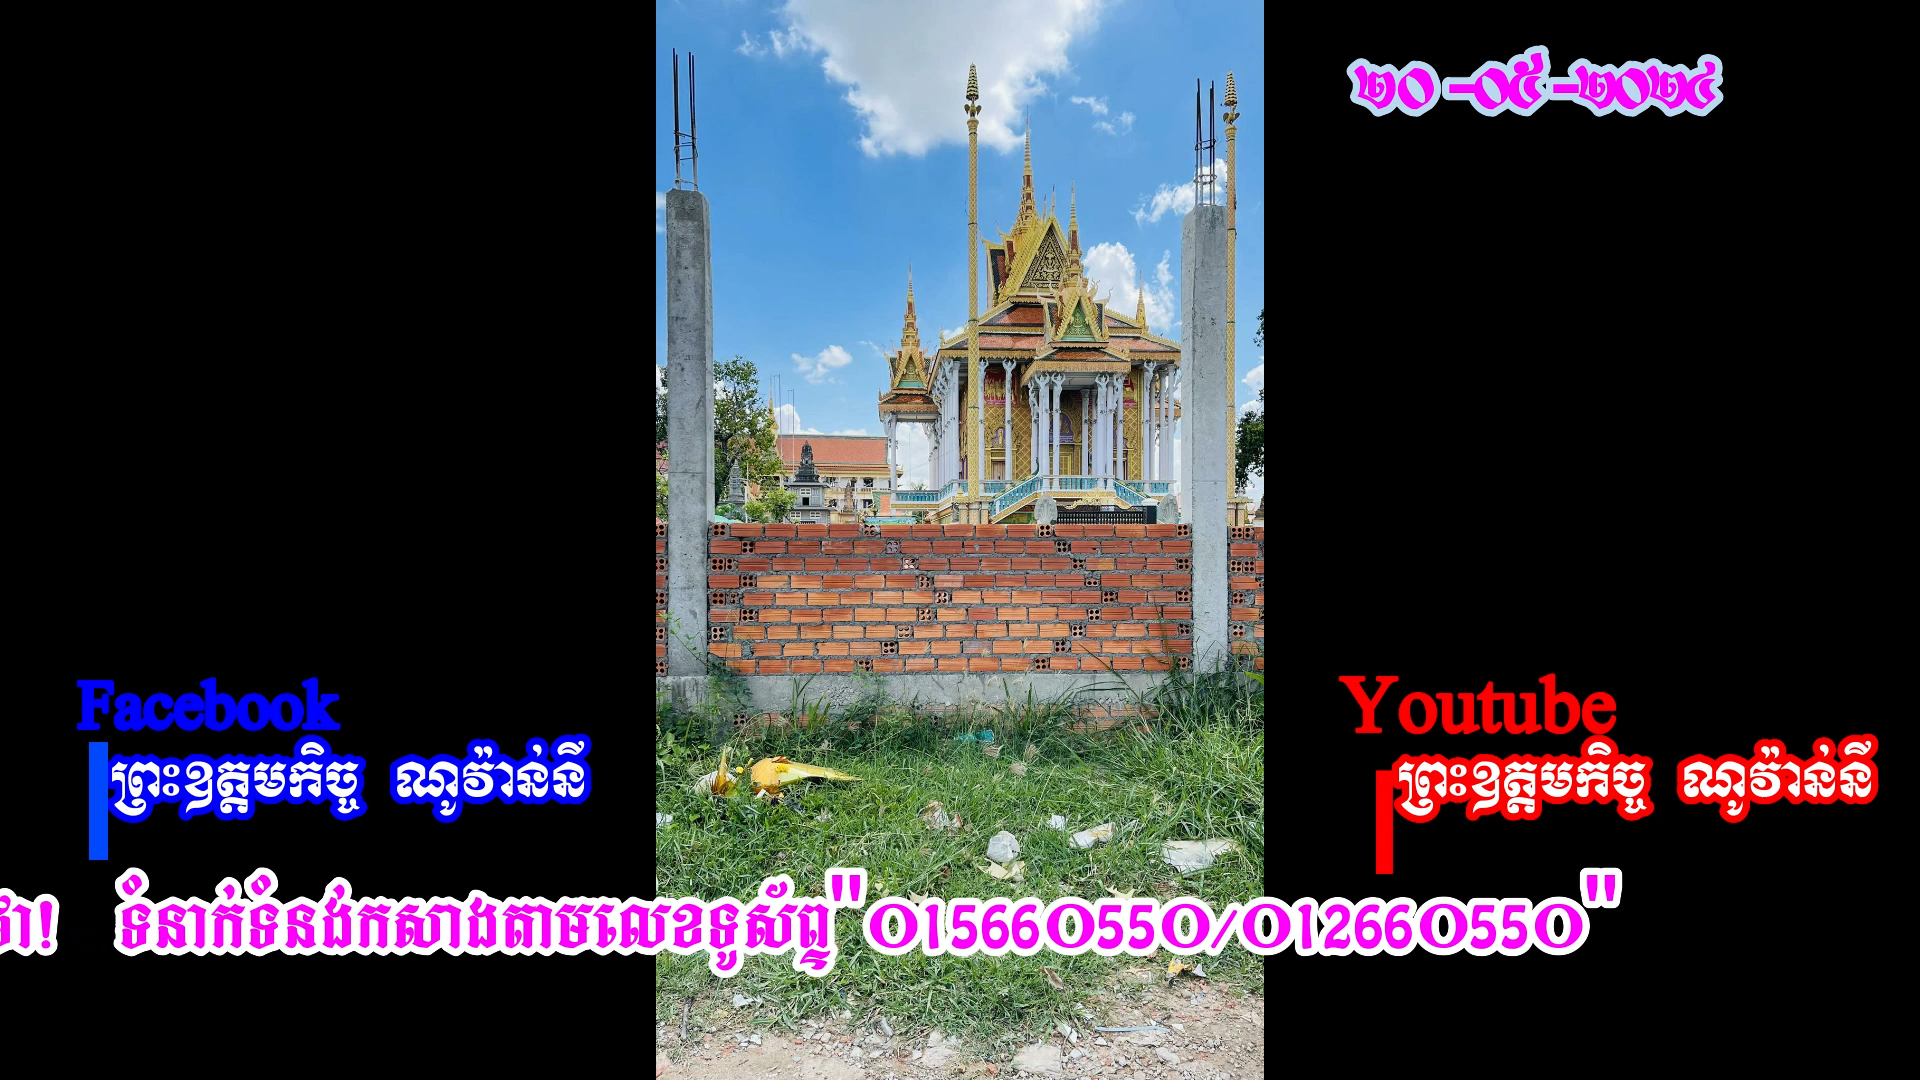 ២០-០៥-២០២៤
Facebook
ព្រះឧត្តមកិច្ច ណូវ៉ាន់នី
Youtube
ព្រះឧត្តមកិច្ច ណូវ៉ាន់នី
ទំនាក់ទំនងកសាងតាមលេខទូស័ព្ទ"015660550/012660550"